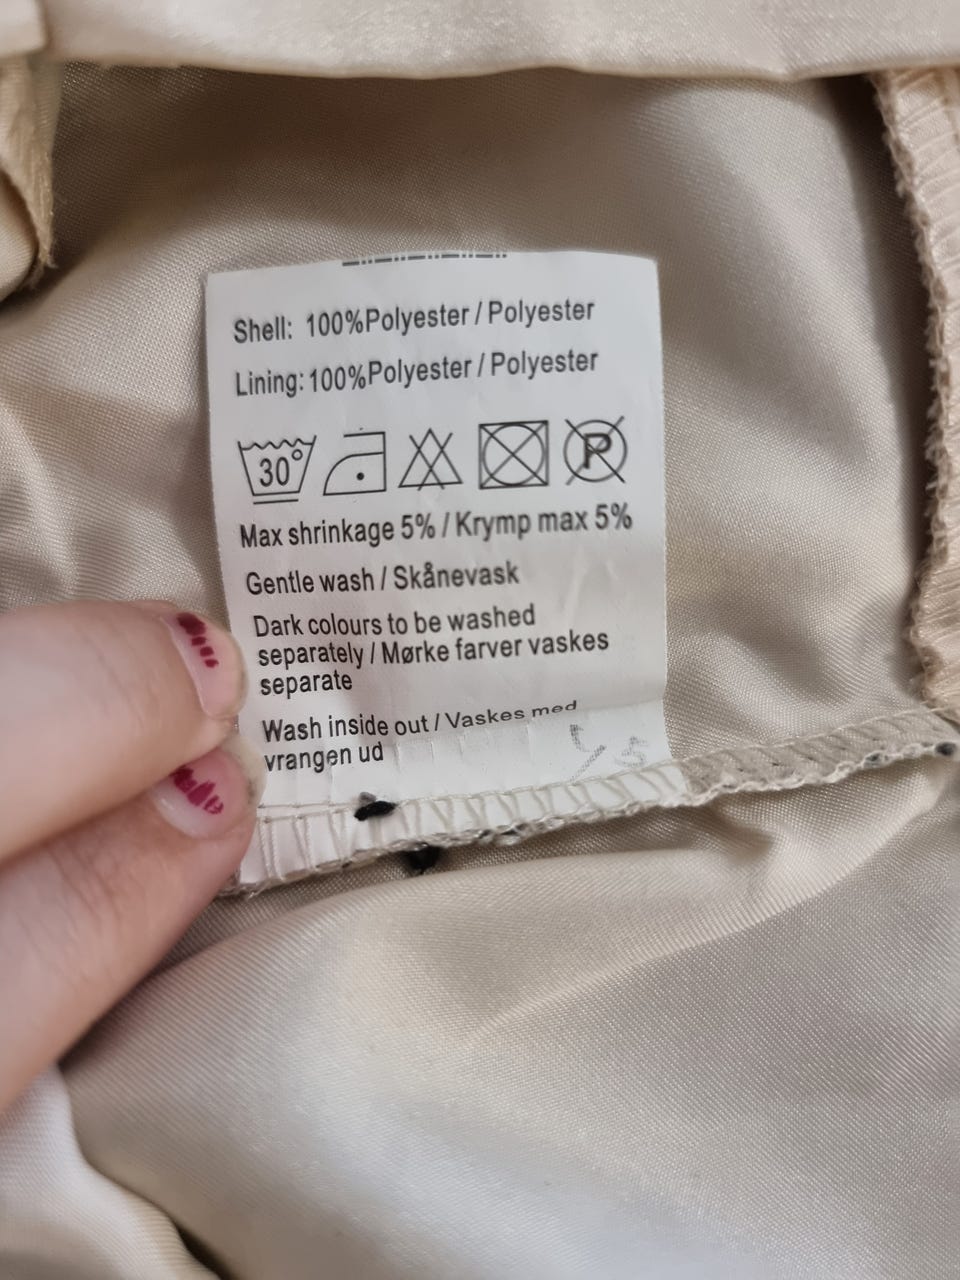 Shell: 100%Polyester / Polyester
Lining:100%Polyester / Polyester
30°
P
Max shrinkage 5% / Krymp max 5%
Gentle wash / Skånevask
Dark colours to be washed
separately / Mørke farver vaskes
separate
Wash inside out / Vaskes med
vrangen ud